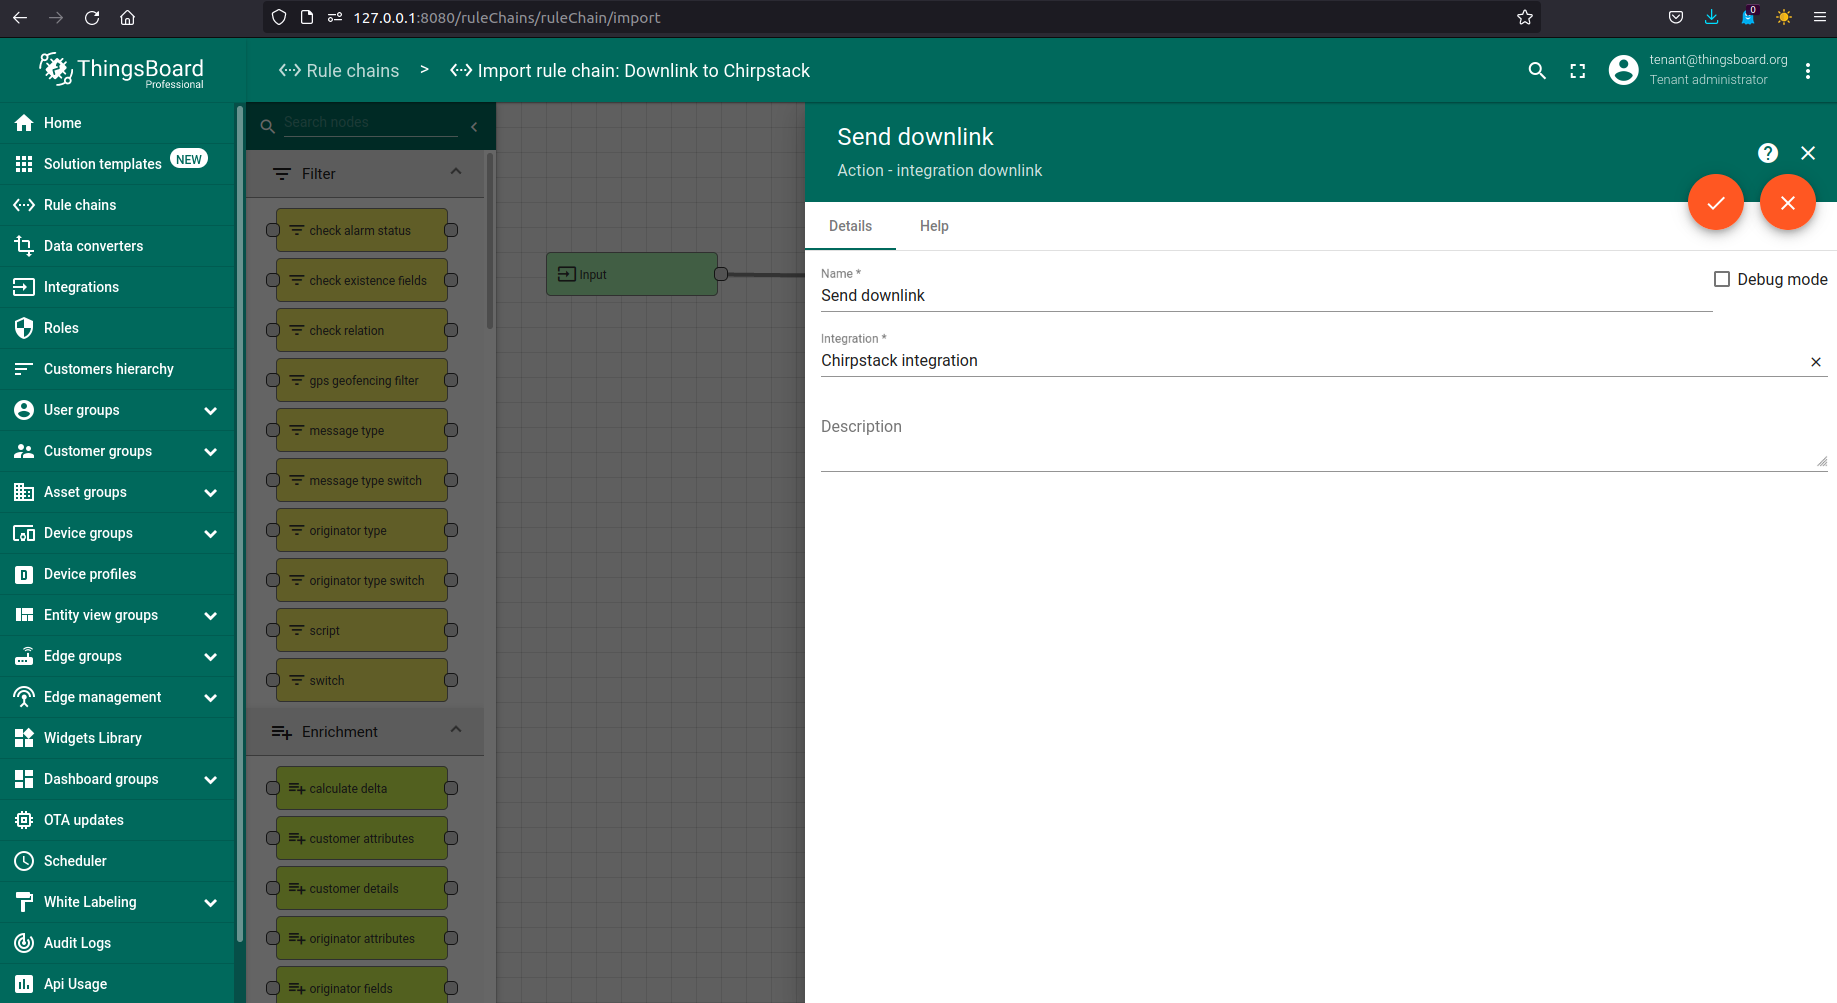 127.0.0.1:8080/ruleChains/ruleChain/import
0
ThingsBoard
Professional
Rule chains > Import rule chain: Downlink to Chirpstack
tenant@thingsboard.org
Tenant administrator
Home
Solution templates NEW
Rule chains
Data converters
Integrations
Roles
Customers hierarchy
User groups
Customer groups
Asset groups
Device groups
Device profiles
Entity view groups
Edge groups
Edge management
Widgets Library
Dashboard groups
OTA updates
Scheduler
White Labeling
Audit Logs
Api Usage
Search nodes
Filter
check alarm status
check existence fields
check relation
gps geofencing filter
message type
message type switch
originator type
originator type switch
script
switch
Enrichment
calculate delta
customer attributes
customer details
originator attributes
originator fields
Input
Send downlink
Action - integration downlink
Details
Help
Name *
Send downlink
Debug mode
Integration *
Chirpstack integration
Description